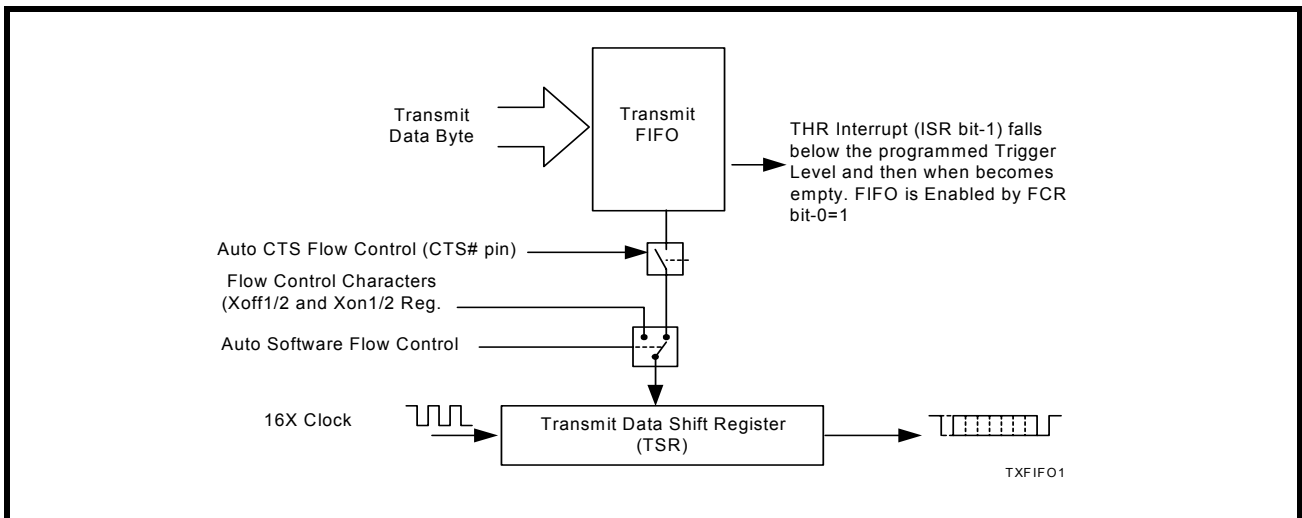 Transmit
Data Byte
Transmit
FIFO
THR Interrupt (ISR bit-1) falls
below the programmed Trigger
Level and then when becomes
empty. FIFO is Enabled by FCR
bit-0=1
Auto CTS Flow Control (CTS# pin)
Flow Control Characters
(Xoff1/2 and Xon1/2 Reg.
Auto Software Flow Control
16X Clock
Transmit Data Shift Register
(TSR)
TXFIFO1